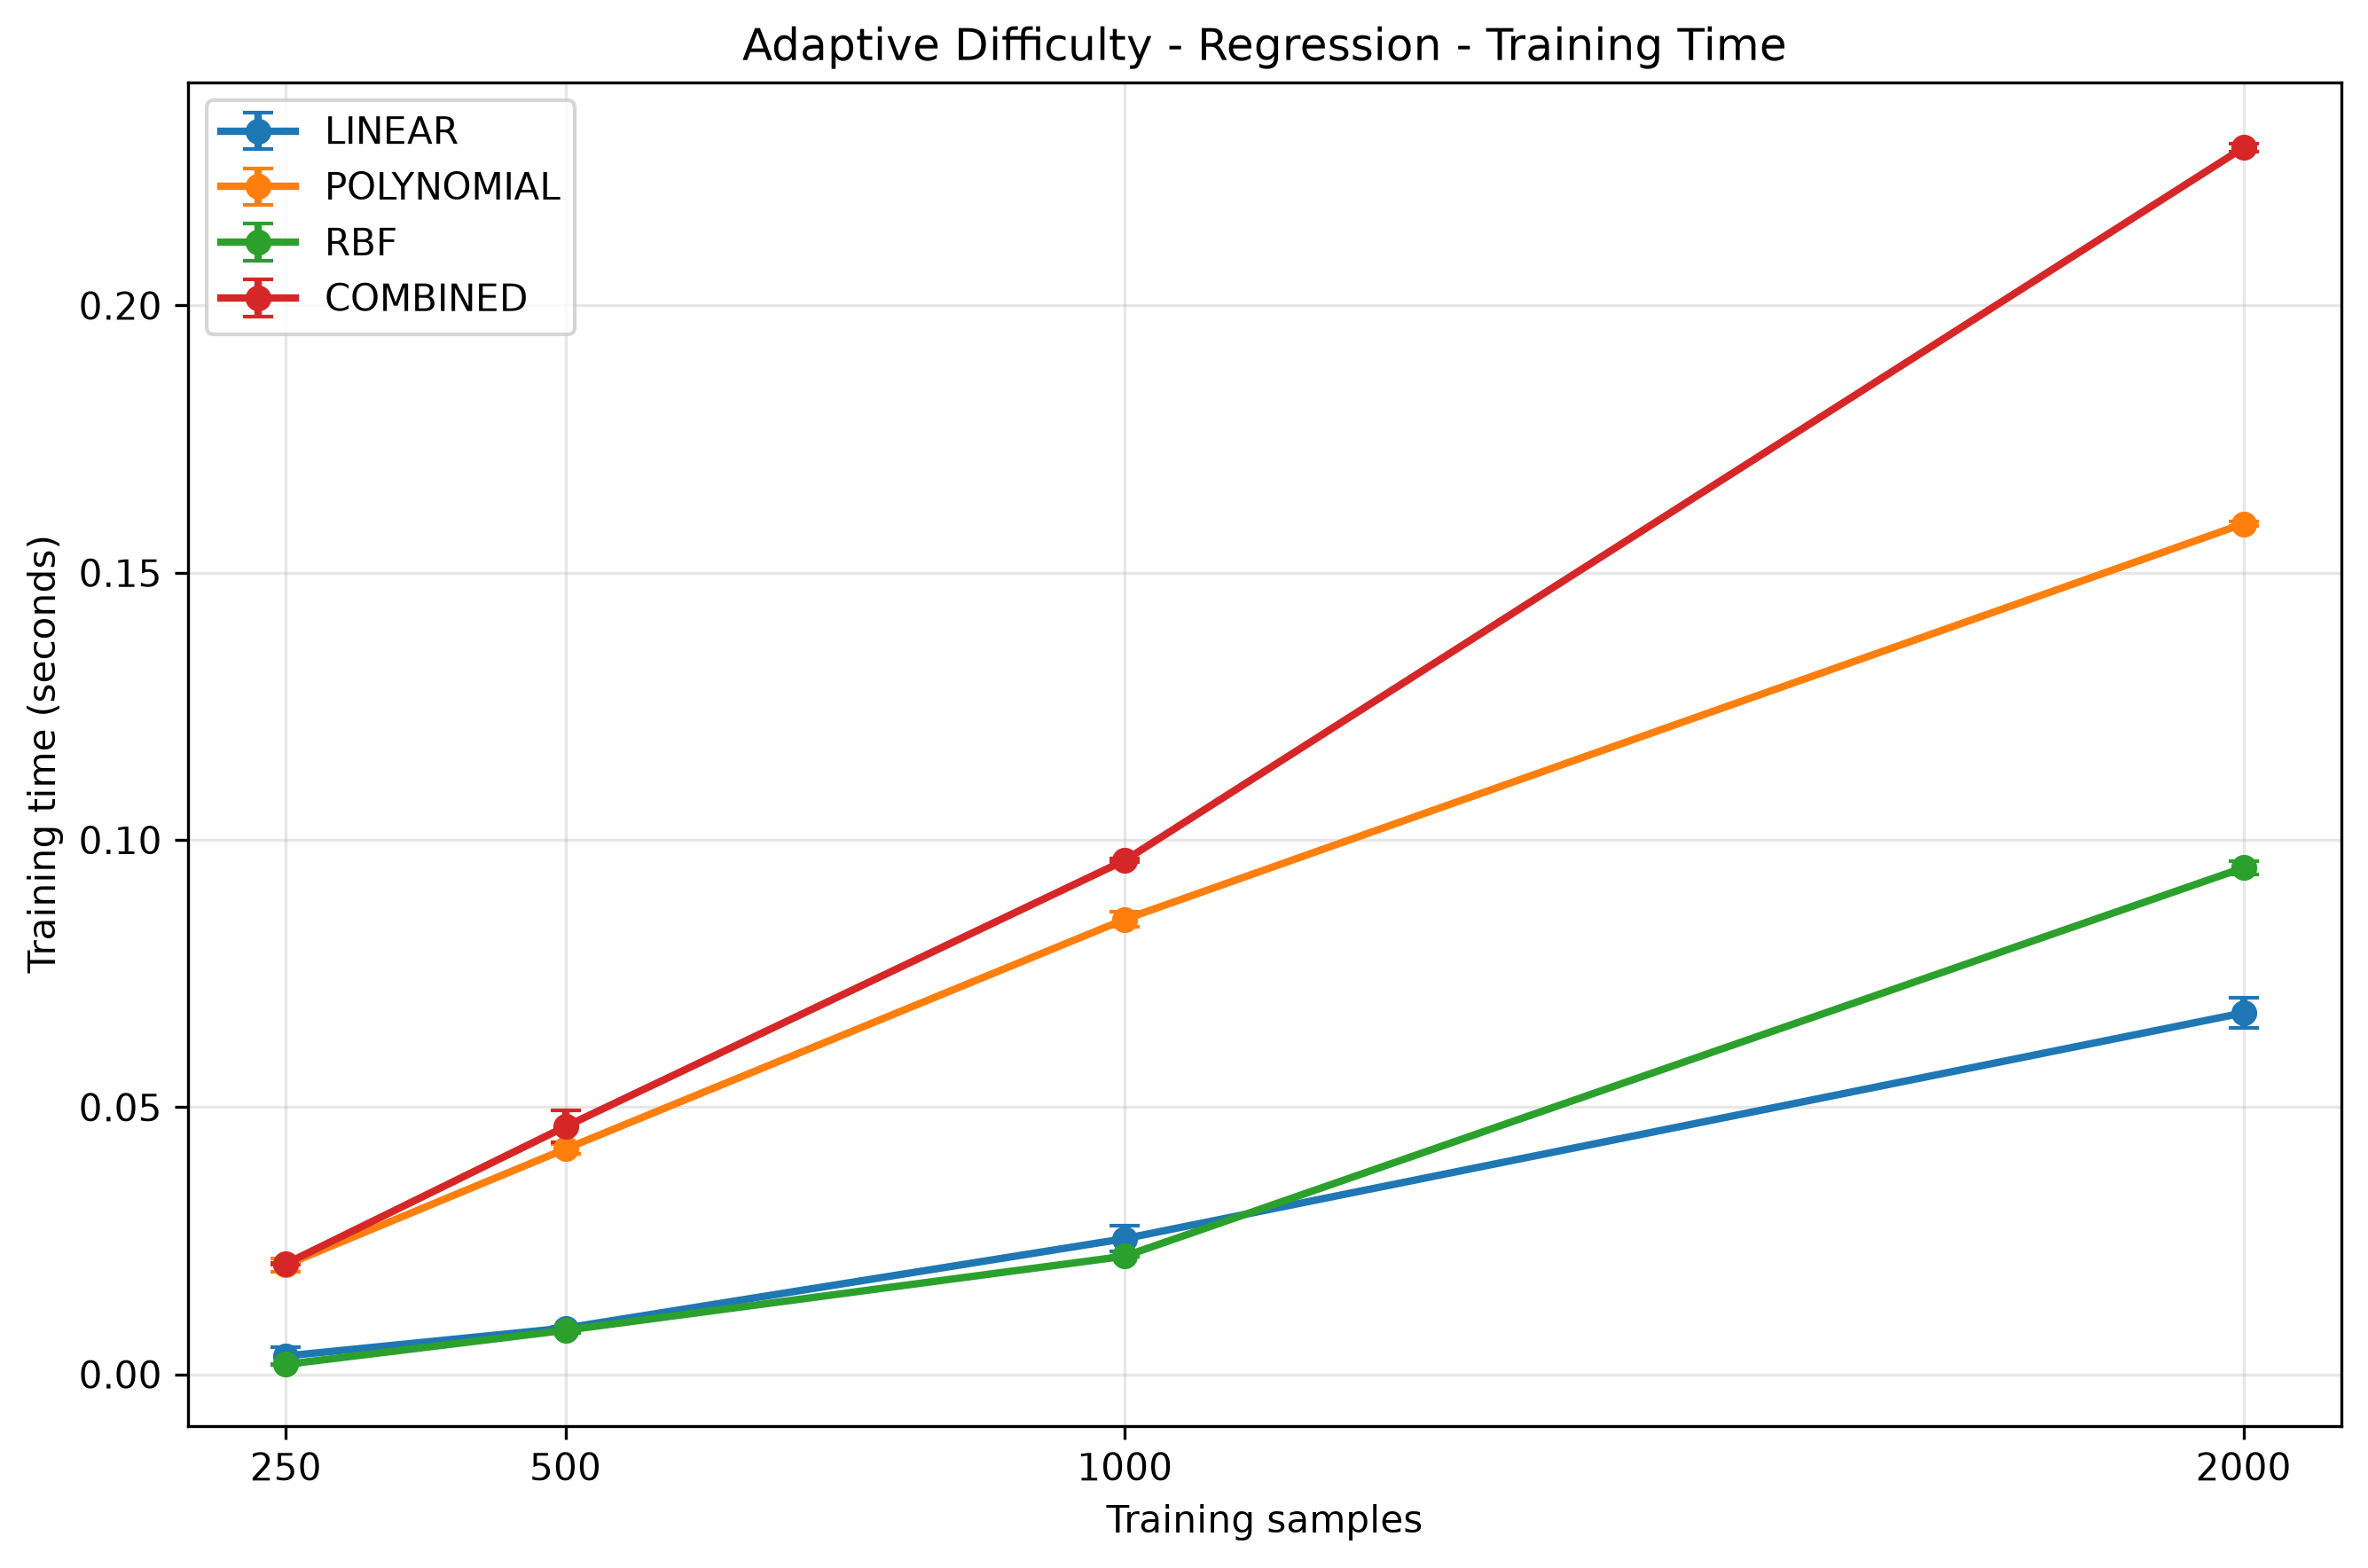 Adaptive Difficulty - Regression - Training Time
LINEAR
POLYNOMIAL
RBF
COMBINED
Training time (seconds)
0.20
0.15
0.10
0.05
0.00
250 500 1000 2000
Training samples